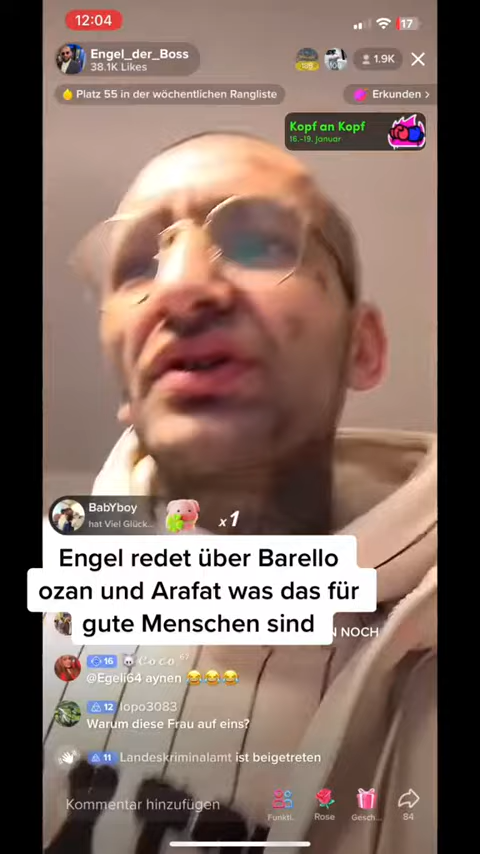 12:04
17
Engel_der_Boss
38.1K Likes
1.9K
Platz 55 in der wöchentlichen Rangliste
Erkunden >
Kopf an Kopf
16.-19. Januar
BabYboy
hat Viel Glück...
x1
Engel redet über Barello
ozan und Arafat was das für
gute Menschen sind
NOCH
16 Coco
@Egeli64 aynen 😂😂😂
12 lopo3083
Warum diese Frau auf eins?
11 Landeskriminalamt ist beigetreten
Kommentar hinzufügen
Funkti...
Rose
Gesch...
84